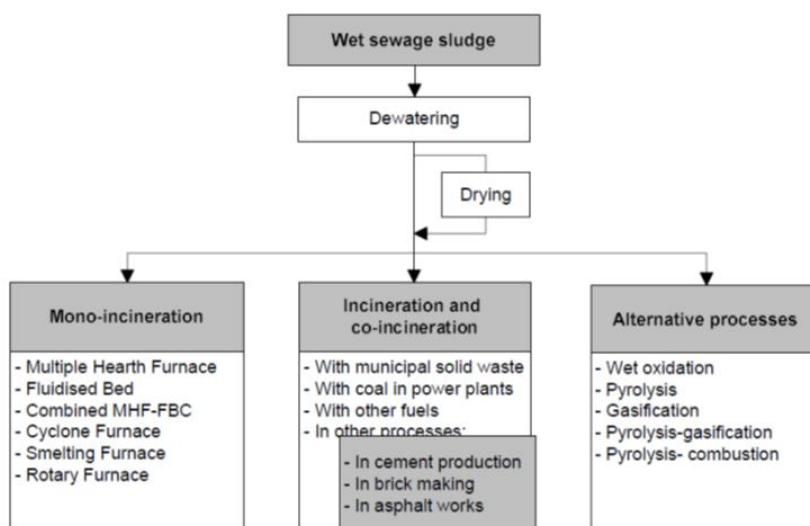 Wet sewage sludge
Dewatering
Drying
Mono-incineration
- Multiple Hearth Furnace
- Fluidised Bed
- Combined MHF-FBC
- Cyclone Furnace
- Smelting Furnace
- Rotary Furnace
Incineration and
co-incineration
- With municipal solid waste
- With coal in power plants
- With other fuels
- In other processes:
- In cement production
- In brick making
- In asphalt works
Alternative processes
- Wet oxidation
- Pyrolysis
- Gasification
- Pyrolysis-gasification
- Pyrolysis- combustion